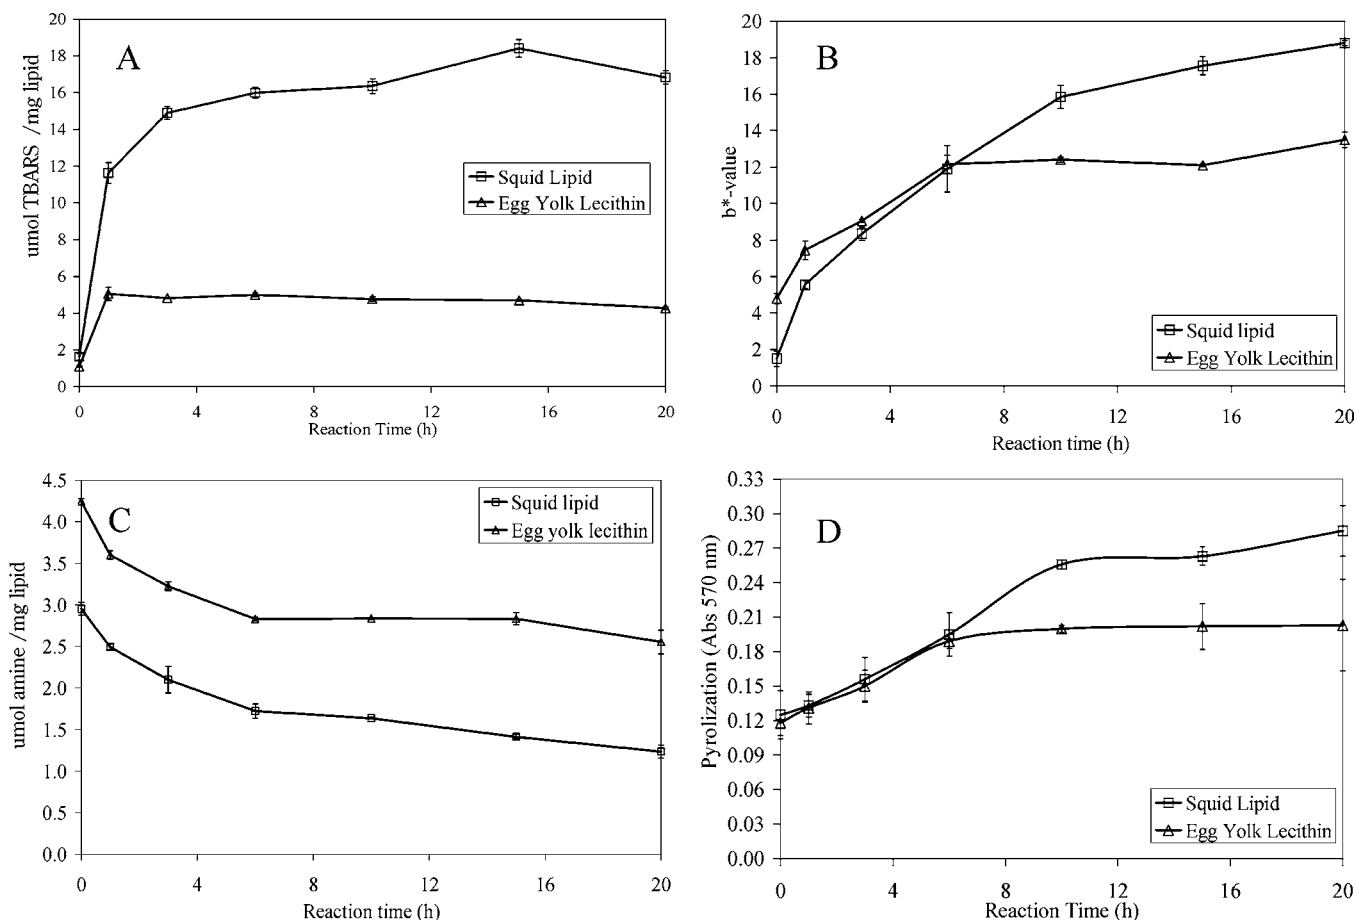 A
umol TBARS /mg lipid
20
18
16
14
12
10
8
6
4
2
0
Squid Lipid
Egg Yolk Lecithin
0 4 8 12 16 20
Reaction Time (h)
B
b*-value
20
18
16
14
12
10
8
6
4
2
0
Squid lipid
Egg Yolk Lecithin
0 4 8 12 16 20
Reaction time (h)
C
umol amine /mg lipid
4.5
4.0
3.5
3.0
2.5
2.0
1.5
1.0
0.5
0.0
Squid lipid
Egg yolk lecithin
0 4 8 12 16 20
Reaction time (h)
D
Pyrolization (Abs 570 nm)
0.33
0.30
0.27
0.24
0.21
0.18
0.15
0.12
0.09
0.06
0.03
0.00
Squid Lipid
Egg Yolk Lecithin
0 4 8 12 16 20
Reaction Time (h)